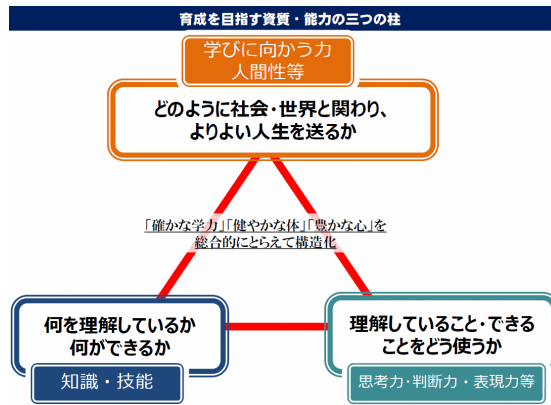 育成を目指す資質・能力の三つの柱
学びに向かう力
人間性等
どのように社会・世界と関わり、
よりよい人生を送るか
「確かな学力」「健やかな体」「豊かな心」を
総合的にとらえて構造化
何を理解しているか
何ができるか
知識・技能
理解していること・できる
ことをどう使うか
思考力・判断力・表現力等